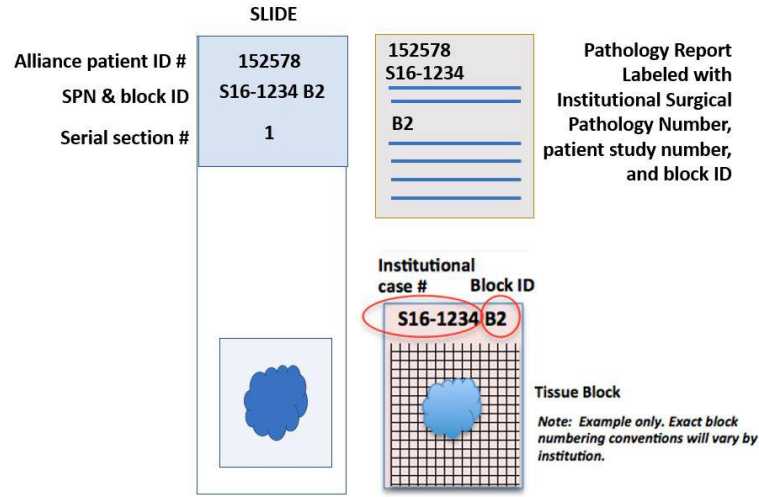 SLIDE
Alliance patient ID #
152578
SPN & block ID
S16-1234 B2
Serial section #
1
152578
S16-1234
B2
Pathology Report
Labeled with
Institutional Surgical
Pathology Number,
patient study number,
and block ID
Institutional
case #
Block ID
S16-1234 B2
Tissue Block
Note: Example only. Exact block
numbering conventions will vary by
institution.